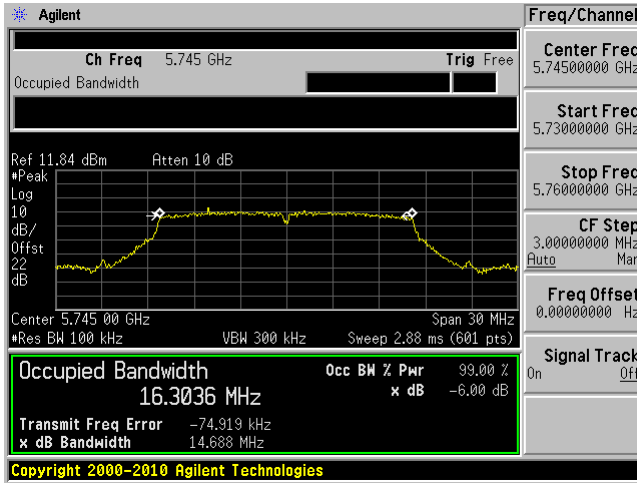 Agilent
Freq/Channel
Ch Freq 5.745 GHz Trig Free
Occupied Bandwidth
Center Freq
5.74500000 GHz
Start Freq
5.73000000 GHz
Stop Freq
5.76000000 GHz
CF Step
3.00000000 MHz
Auto Man
Freq Offset
0.00000000 Hz
Signal Track
On Off
Ref 11.84 dBm Atten 10 dB
#Peak
Log
10
dB/
Offst
22
dB
Center 5.745 00 GHz Span 30 MHz
#Res BW 100 kHz VBW 300 kHz Sweep 2.88 ms (601 pts)
Occupied Bandwidth Occ BW % Pwr 99.00 %
16.3036 MHz x dB -6.00 dB
Transmit Freq Error -74.919 kHz
x dB Bandwidth 14.688 MHz
Copyright 2000-2010 Agilent Technologies